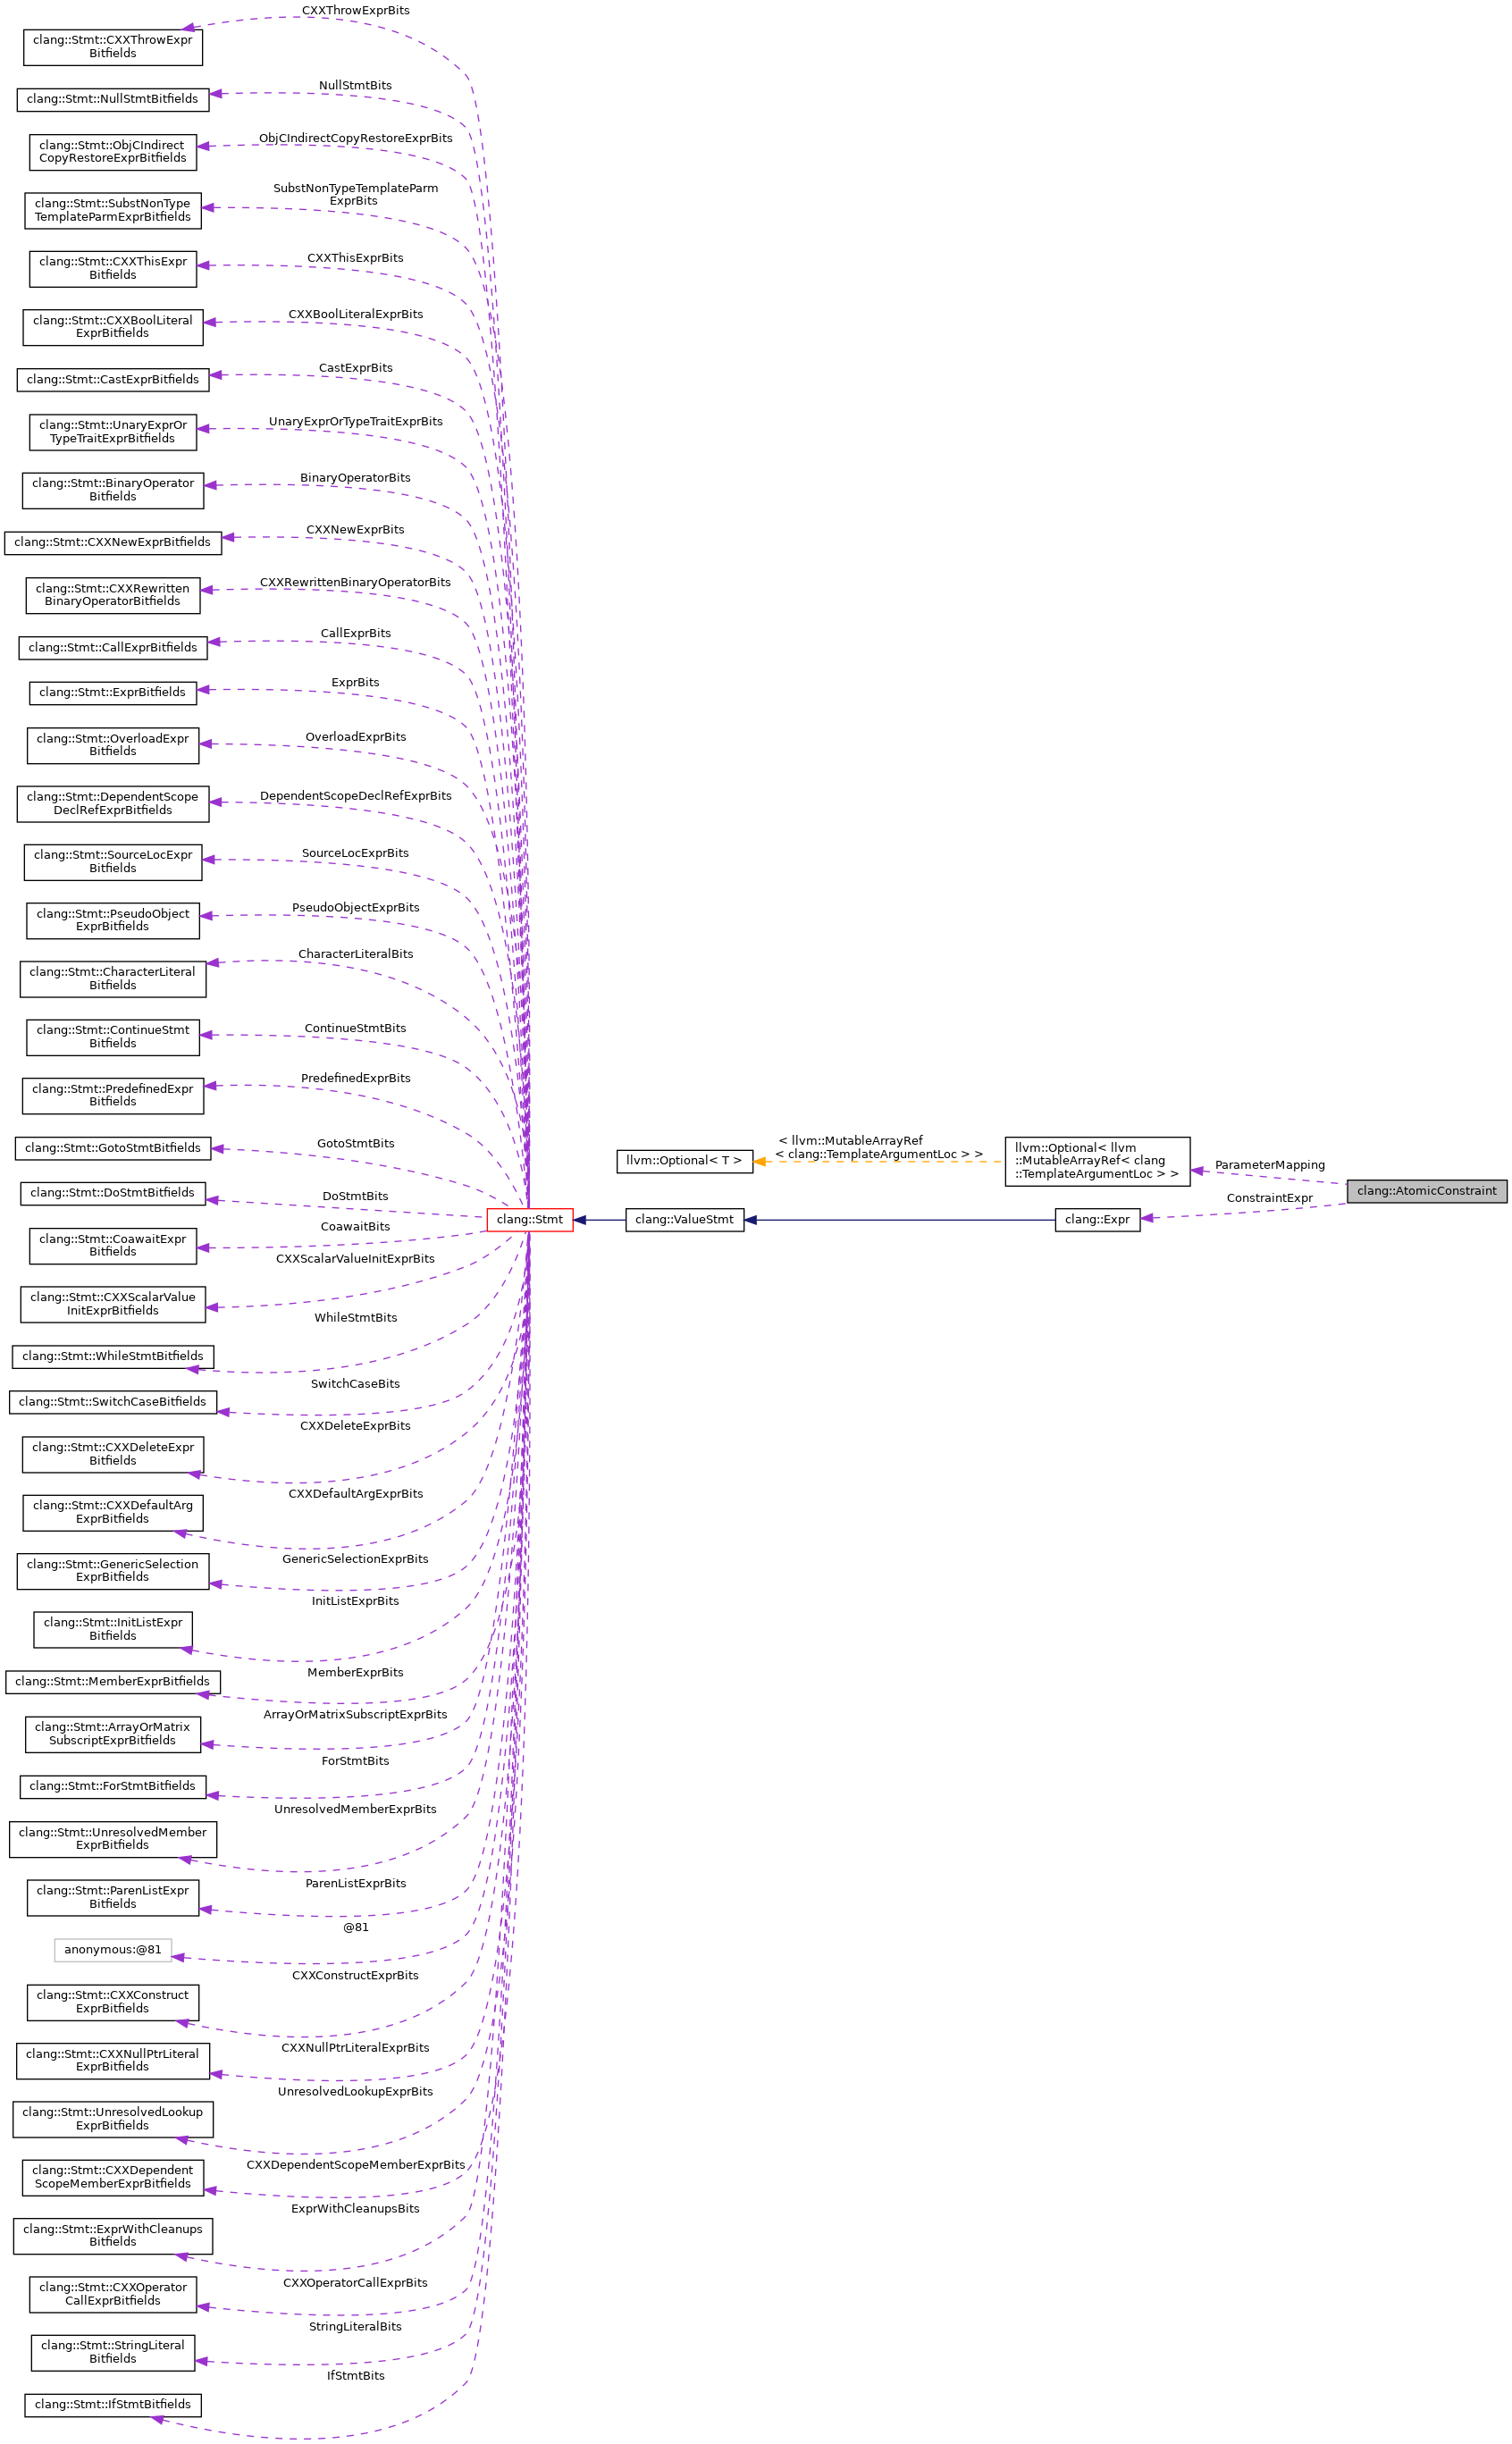 CXXThrowExprBits
clang::Stmt::CXXThrowExpr
Bitfields
NullStmtBits
clang::Stmt::NullStmtBitfields
ObjCIndirectCopyRestoreExprBits
clang::Stmt::ObjCIndirect
CopyRestoreExprBitfields
SubstNonTypeTemplateParm
ExprBits
clang::Stmt::SubstNonType
TemplateParmExprBitfields
CXXThisExprBits
clang::Stmt::CXXThisExpr
Bitfields
CXXBoolLiteralExprBits
clang::Stmt::CXXBoolLiteral
ExprBitfields
CastExprBits
clang::Stmt::CastExprBitfields
UnaryExprOrTypeTraitExprBits
clang::Stmt::UnaryExprOr
TypeTraitExprBitfields
BinaryOperatorBits
clang::Stmt::BinaryOperator
Bitfields
CXXNewExprBits
clang::Stmt::CXXNewExprBitfields
CXXRewrittenBinaryOperatorBits
clang::Stmt::CXXRewritten
BinaryOperatorBitfields
CallExprBits
clang::Stmt::CallExprBitfields
ExprBits
clang::Stmt::ExprBitfields
OverloadExprBits
clang::Stmt::OverloadExpr
Bitfields
DependentScopeDeclRefExprBits
clang::Stmt::DependentScope
DeclRefExprBitfields
SourceLocExprBits
clang::Stmt::SourceLocExpr
Bitfields
PseudoObjectExprBits
clang::Stmt::PseudoObject
ExprBitfields
CharacterLiteralBits
clang::Stmt::CharacterLiteral
Bitfields
ContinueStmtBits
clang::Stmt::ContinueStmt
Bitfields
PredefinedExprBits
clang::Stmt::PredefinedExpr
Bitfields
GotoStmtBits
clang::Stmt::GotoStmtBitfields
DoStmtBits
clang::Stmt::DoStmtBitfields
CoawaitBits
clang::Stmt::CoawaitExpr
Bitfields
clang::Stmt
clang::ValueStmt
clang::Expr
llvm::Optional< T >
< llvm::MutableArrayRef
< clang::TemplateArgumentLoc > >
llvm::Optional< llvm
::MutableArrayRef< clang
::TemplateArgumentLoc > >
ParameterMapping
ConstraintExpr
clang::AtomicConstraint
CXXScalarValueInitExprBits
clang::Stmt::CXXScalarValue
InitExprBitfields
WhileStmtBits
clang::Stmt::WhileStmtBitfields
SwitchCaseBits
clang::Stmt::SwitchCaseBitfields
CXXDeleteExprBits
clang::Stmt::CXXDeleteExpr
Bitfields
CXXDefaultArgExprBits
clang::Stmt::CXXDefaultArg
ExprBitfields
GenericSelectionExprBits
clang::Stmt::GenericSelection
ExprBitfields
InitListExprBits
clang::Stmt::InitListExpr
Bitfields
MemberExprBits
clang::Stmt::MemberExprBitfields
ArrayOrMatrixSubscriptExprBits
clang::Stmt::ArrayOrMatrix
SubscriptExprBitfields
ForStmtBits
clang::Stmt::ForStmtBitfields
UnresolvedMemberExprBits
clang::Stmt::UnresolvedMember
ExprBitfields
ParenListExprBits
clang::Stmt::ParenListExpr
Bitfields
@81
anonymous:@81
CXXConstructExprBits
clang::Stmt::CXXConstruct
ExprBitfields
CXXNullPtrLiteralExprBits
clang::Stmt::CXXNullPtrLiteral
ExprBitfields
UnresolvedLookupExprBits
clang::Stmt::UnresolvedLookup
ExprBitfields
CXXDependentScopeMemberExprBits
clang::Stmt::CXXDependent
ScopeMemberExprBitfields
ExprWithCleanupsBits
clang::Stmt::ExprWithCleanups
Bitfields
CXXOperatorCallExprBits
clang::Stmt::CXXOperator
CallExprBitfields
StringLiteralBits
clang::Stmt::StringLiteral
Bitfields
IfStmtBits
clang::Stmt::IfStmtBitfields